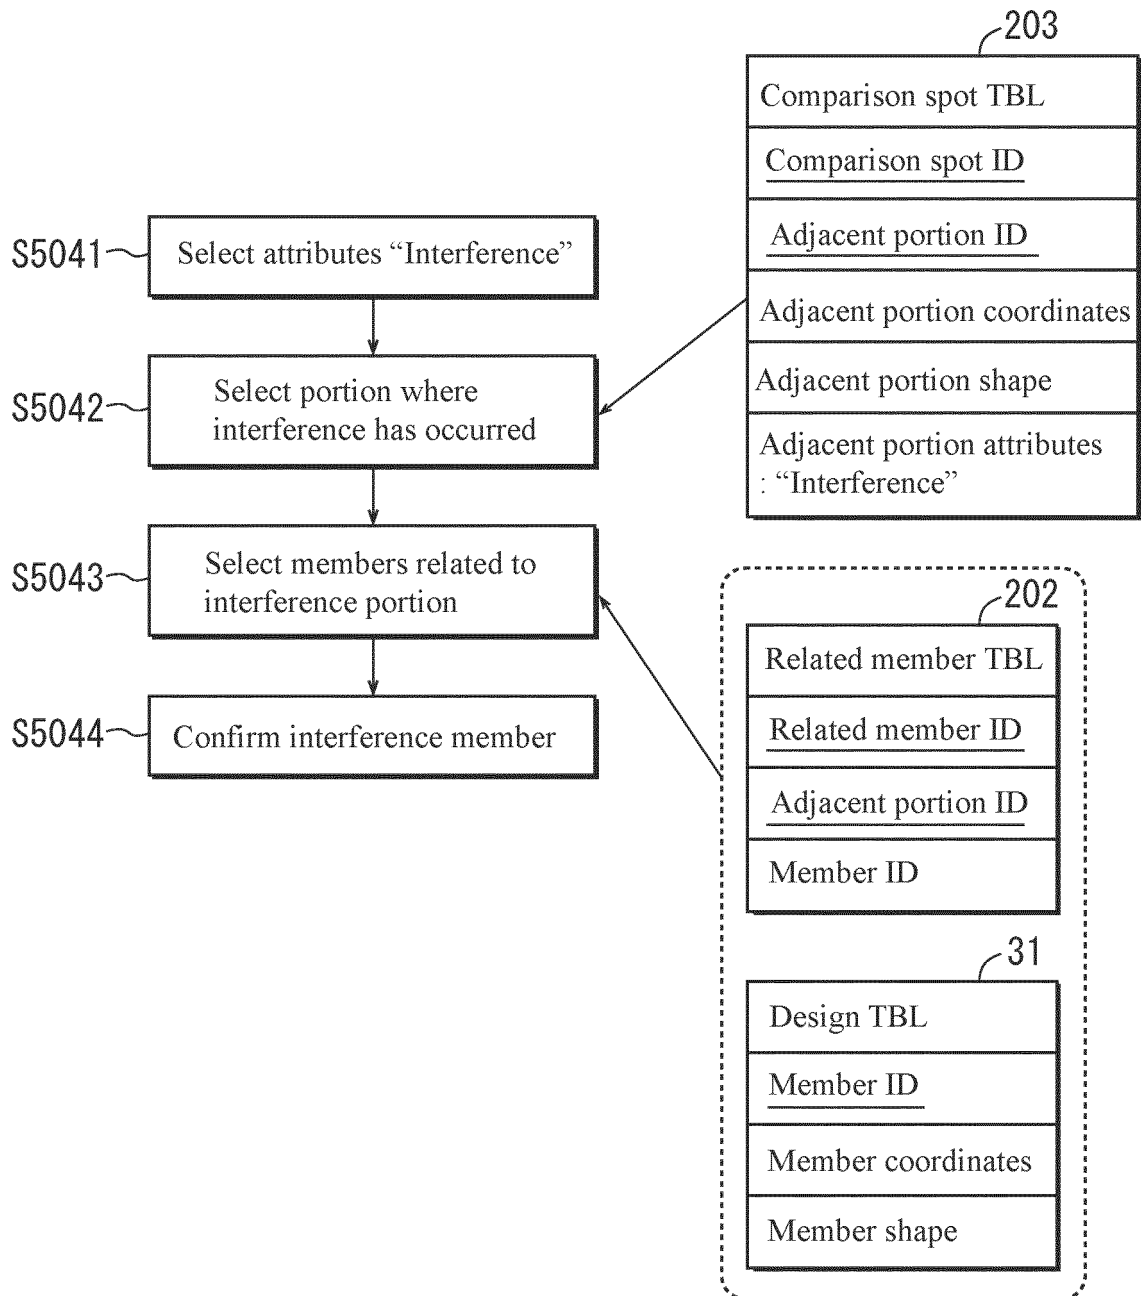 S5041
Select attributes “Interference”
S5042
Select portion where
interference has occurred
S5043
Select members related to
interference portion
S5044
Confirm interference member
203
Comparison spot TBL
Comparison spot ID
Adjacent portion ID
Adjacent portion coordinates
Adjacent portion shape
Adjacent portion attributes
: “Interference”
202
Related member TBL
Related member ID
Adjacent portion ID
Member ID
31
Design TBL
Member ID
Member coordinates
Member shape